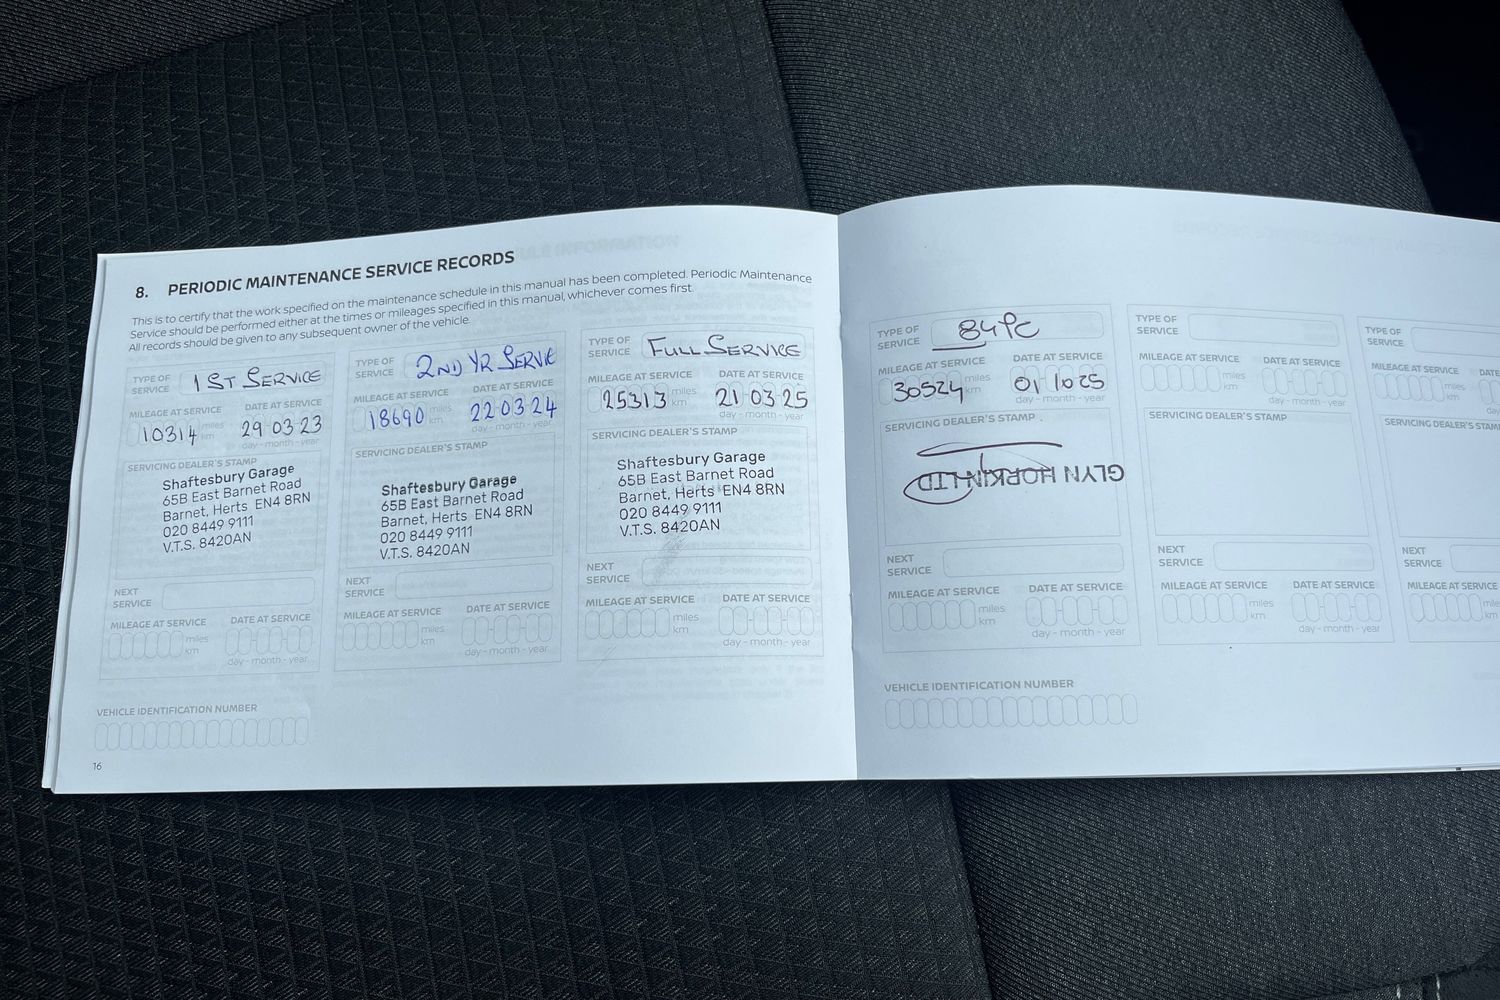 8. PERIODIC MAINTENANCE SERVICE RECORDS
This is to certify that the work specified on the maintenance schedule in this manual has been completed. Periodic Maintenance
Service should be performed either at the times or mileages specified in this manual, whichever comes first.
All records should be given to any subsequent owner of the vehicle.
TYPE OF SERVICE 1ST SERVICE
MILEAGE AT SERVICE DATE AT SERVICE
10314 miles km 29 03 23
day - month - year
SERVICING DEALER'S STAMP
Shaftesbury Garage
65B East Barnet Road
Barnet, Herts EN4 8RN
020 8449 9111
V.T.S. 8420AN
NEXT SERVICE
MILEAGE AT SERVICE DATE AT SERVICE
miles km
day - month - year
TYPE OF SERVICE 2ND YR SERVIE
MILEAGE AT SERVICE DATE AT SERVICE
18690 miles km 22 03 24
day - month - year
SERVICING DEALER'S STAMP
Shaftesbury Garage
65B East Barnet Road
Barnet, Herts EN4 8RN
020 8449 9111
V.T.S. 8420AN
NEXT SERVICE
MILEAGE AT SERVICE DATE AT SERVICE
miles km
day - month - year
TYPE OF SERVICE FULL SERVICE
MILEAGE AT SERVICE DATE AT SERVICE
25313 miles km 21 03 25
day - month - year
SERVICING DEALER'S STAMP
Shaftesbury Garage
65B East Barnet Road
Barnet, Herts EN4 8RN
020 8449 9111
V.T.S. 8420AN
NEXT SERVICE
MILEAGE AT SERVICE DATE AT SERVICE
miles km
day - month - year
VEHICLE IDENTIFICATION NUMBER
16
TYPE OF SERVICE
MILEAGE AT SERVICE DATE AT SERVICE
30524 miles km 01 10 25
day - month - year
SERVICING DEALER'S STAMP
GLYN HOPKIN LTD
NEXT SERVICE
MILEAGE AT SERVICE DATE AT SERVICE
miles km
day - month - year
VEHICLE IDENTIFICATION NUMBER
TYPE OF SERVICE
MILEAGE AT SERVICE DATE AT SERVICE
miles km
day - month - year
SERVICING DEALER'S STAMP
NEXT SERVICE
MILEAGE AT SERVICE DATE AT SERVICE
miles km
day - month - year
TYPE OF SERVICE
MILEAGE AT SERVICE
miles km
SERVICING DEALER'S
NEXT SERVICE
MILEAGE AT SERVICE
miles km